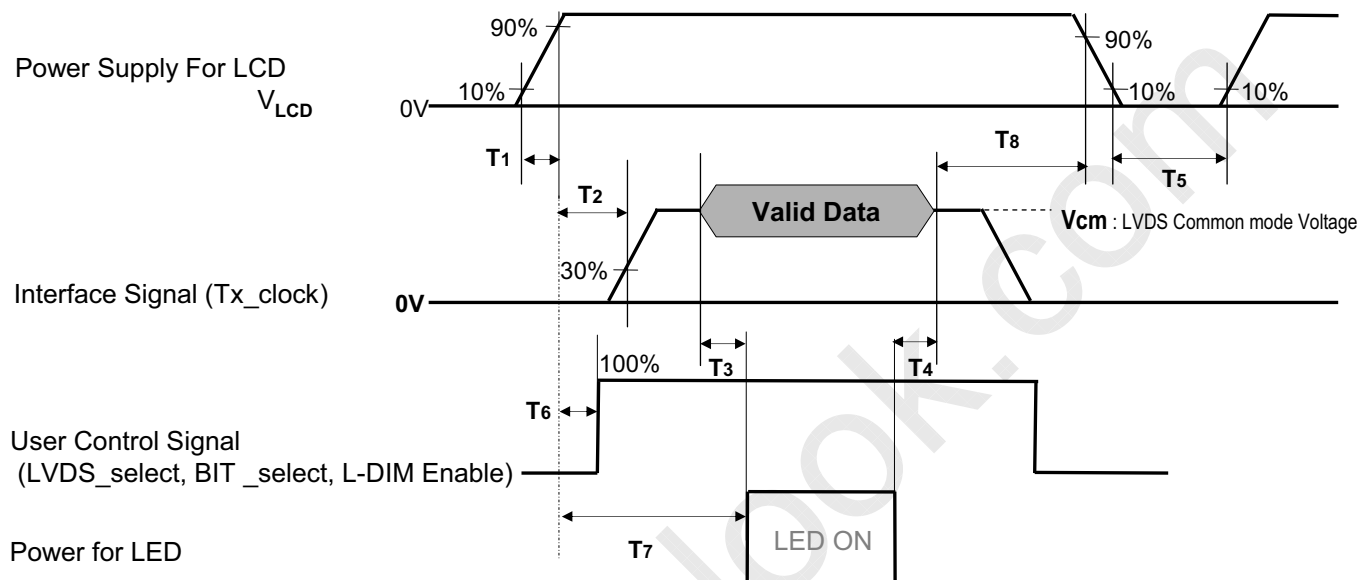 90%
90%
Power Supply For LCD
VLCD
10%
10%
10%
0V
T1
T8
T5
T2
Valid Data
Vcm : LVDS Common mode Voltage
30%
Interface Signal (Tx_clock)
0V
T3
T4
100%
T6
User Control Signal
(LVDS_select, BIT _select, L-DIM Enable)
T7
LED ON
Power for LED
look.com